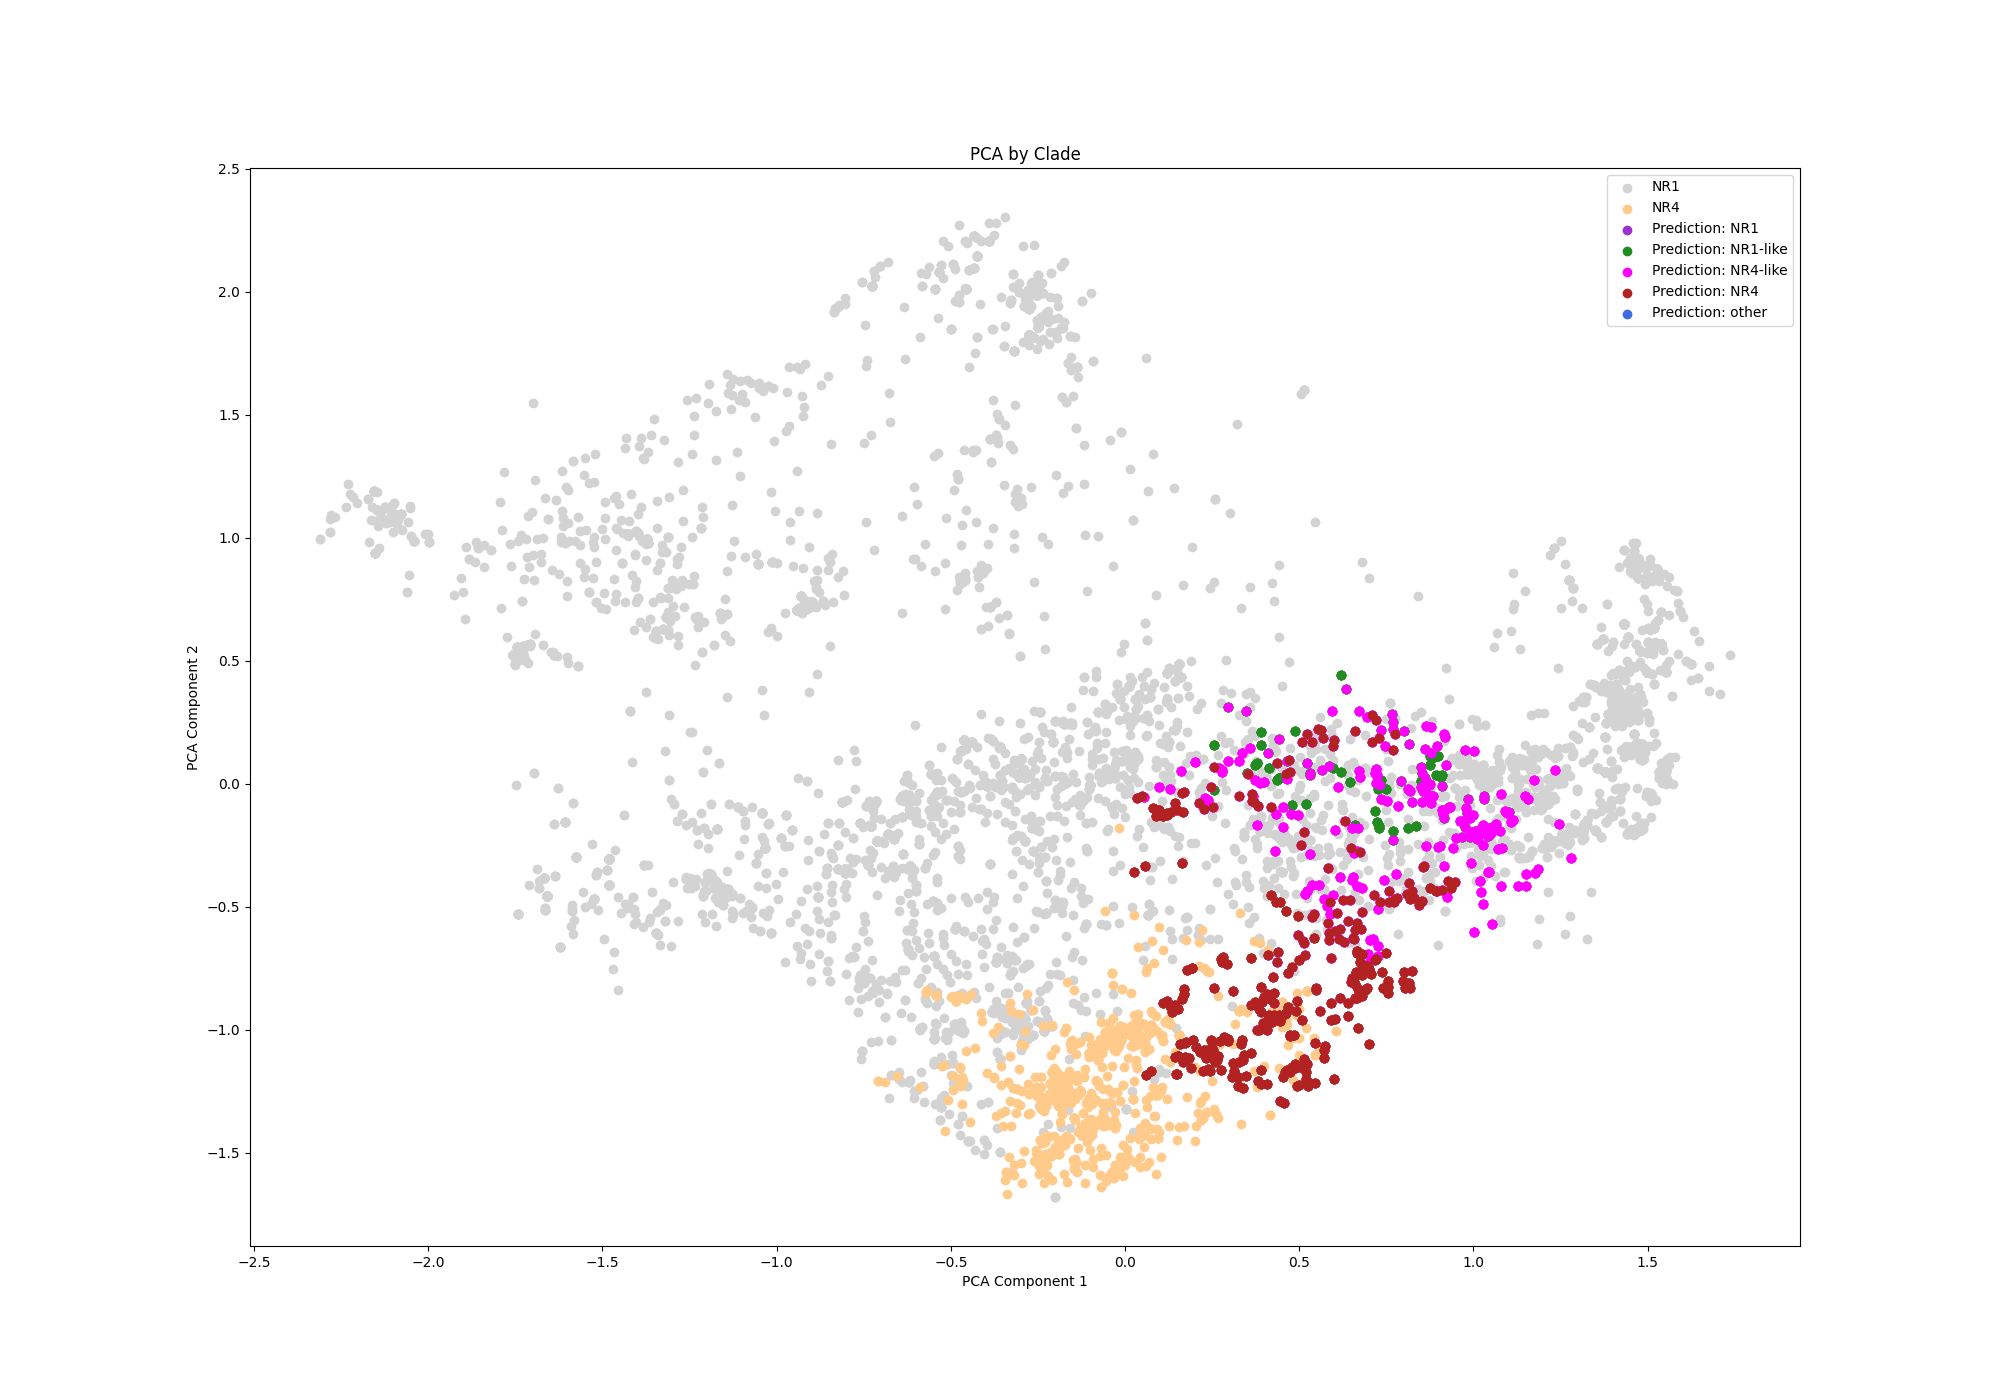 PCA by Clade
2.5
2.0
1.5
1.0
0.5
0.0
−0.5
−1.0
−1.5
PCA Component 2
NR1
NR4
Prediction: NR1
Prediction: NR1-like
Prediction: NR4-like
Prediction: NR4
Prediction: other
−2.5 −2.0 −1.5 −1.0 −0.5 0.0 0.5 1.0 1.5
PCA Component 1